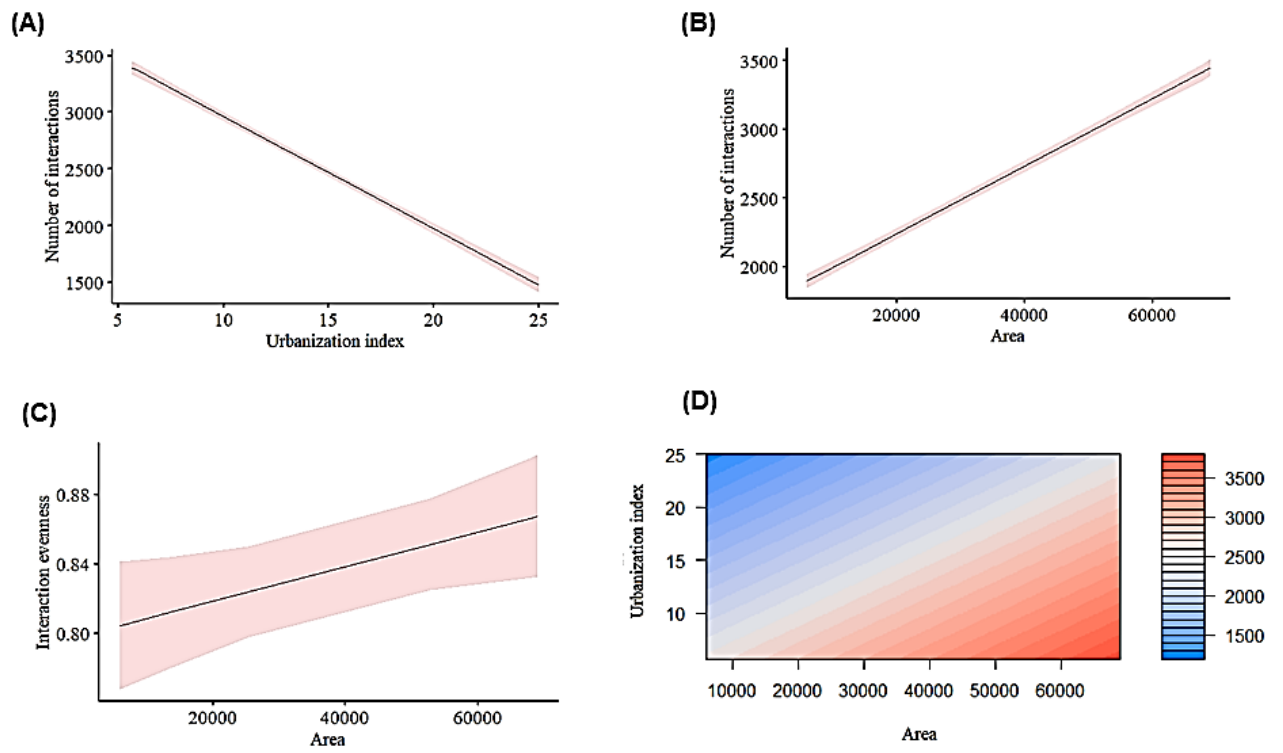 (A)
3500
3000
2500
2000
1500
Number of interactions
5 10 15 20 25
Urbanization index
(B)
3500
3000
2500
2000
Number of interactions
20000 40000 60000
Area
(C)
0.88
0.84
0.80
Interaction evenness
20000 40000 60000
Area
(D)
25
20
15
10
Urbanization index
10000 20000 30000 40000 50000 60000
Area
3500
3000
2500
2000
1500